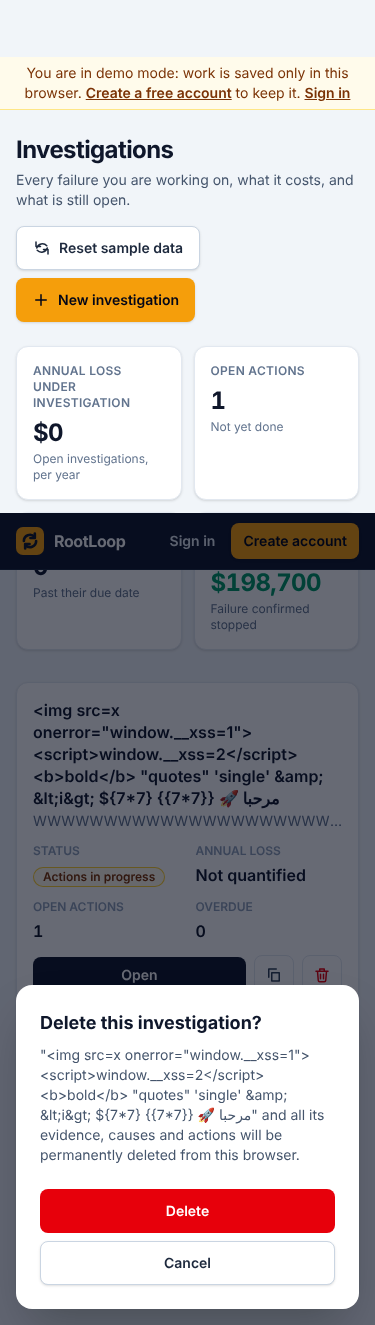 You are in demo mode: work is saved only in this
browser. Create a free account to keep it. Sign in
Investigations
Every failure you are working on, what it costs, and
what is still open.
Reset sample data
New investigation
ANNUAL LOSS
UNDER
INVESTIGATION
$0
Open investigations,
per year
OPEN ACTIONS
1
Not yet done
RootLoop
Sign in
Create account
Past their due date
$198,700
Failure confirmed
stopped
<img src=x
onerror="window.__xss=1">
<script>window.__xss=2</script>
<b>bold</b> "quotes" 'single' &amp;
&lt;i&gt; ${7*7} {{7*7}} 🚀 مرحبا
WWWWWWWWWWWWWWWWWWWWWW...
STATUS
Actions in progress
ANNUAL LOSS
Not quantified
OPEN ACTIONS
1
OVERDUE
0
Open
Delete this investigation?
"<img src=x onerror="window.__xss=1">
<script>window.__xss=2</script>
<b>bold</b> "quotes" 'single' &amp;
&lt;i&gt; ${7*7} {{7*7}} 🚀 مرحبا" and all its
evidence, causes and actions will be
permanently deleted from this browser.
Delete
Cancel